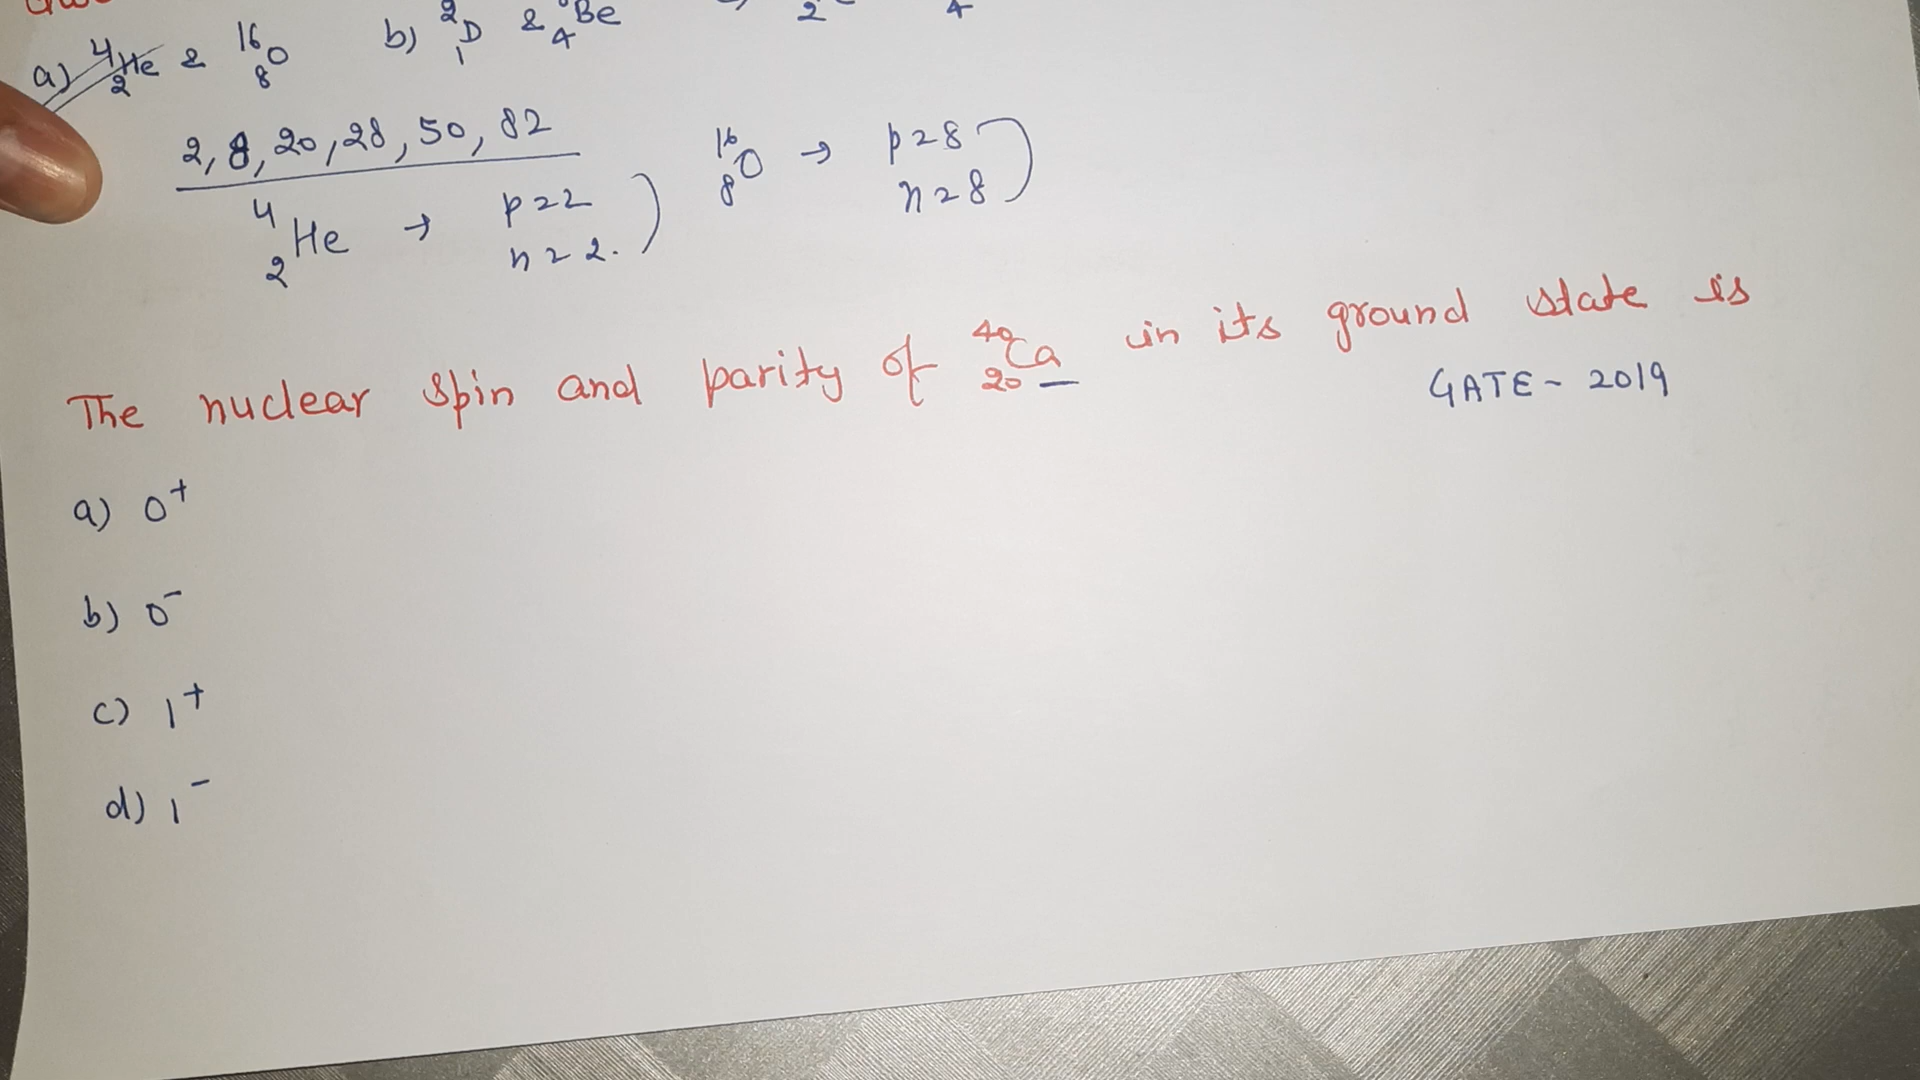 a) ⁴₂He & ¹⁶₈O b) ²₁D & ₄Be
2, 8, 20, 28, 50, 82
⁴₂He → p=2 n=2. ) ¹⁶₈O → p=8 n=8 )
The nuclear spin and parity of ⁴⁰₂₀Ca in its ground state is
GATE - 2019
a) 0⁺
b) 0⁻
c) 1⁺
d) 1⁻